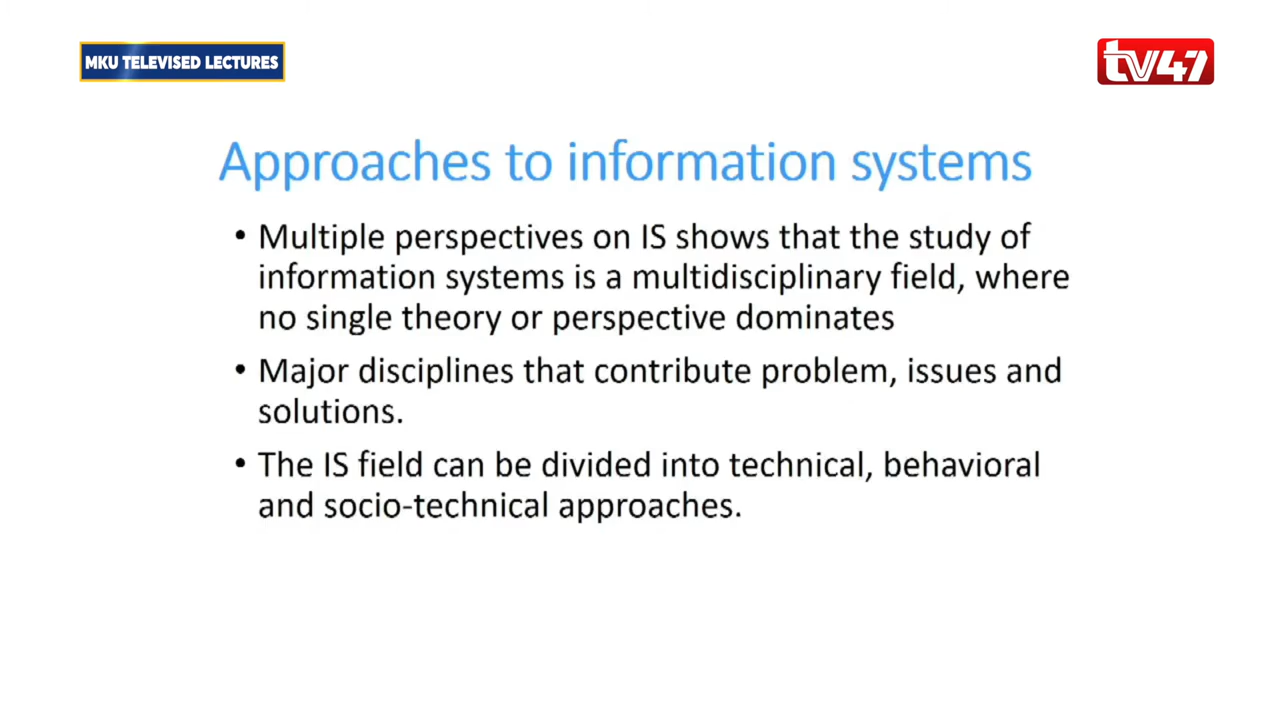 MKU TELEVISED LECTURES
tv47
Approaches to information systems
• Multiple perspectives on IS shows that the study of
information systems is a multidisciplinary field, where
no single theory or perspective dominates
• Major disciplines that contribute problem, issues and
solutions.
• The IS field can be divided into technical, behavioral
and socio-technical approaches.